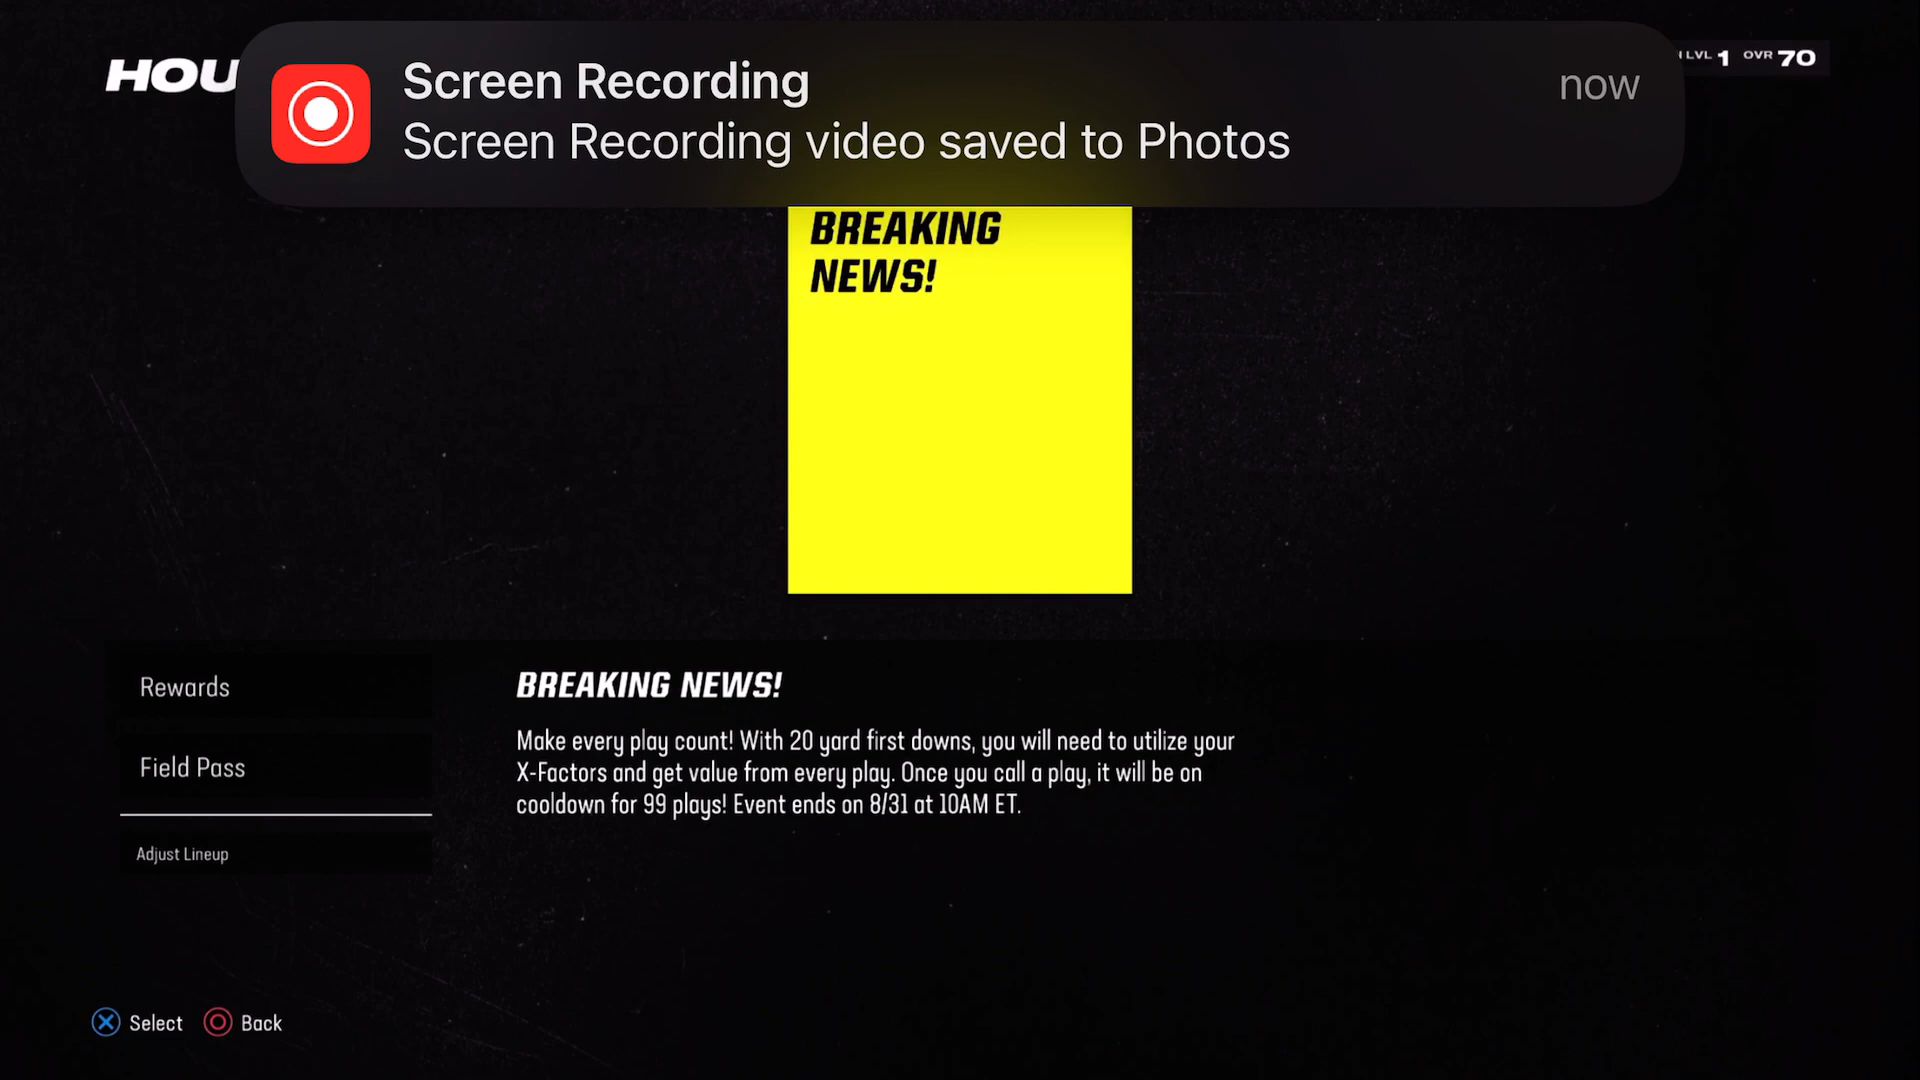 HOU
Screen Recording
now
Screen Recording video saved to Photos
LVL 1 OVR 70
BREAKING
NEWS!
Rewards
Field Pass
Adjust Lineup
BREAKING NEWS!
Make every play count! With 20 yard first downs, you will need to utilize your
X-Factors and get value from every play. Once you call a play, it will be on
cooldown for 99 plays! Event ends on 8/31 at 10AM ET.
Select
Back